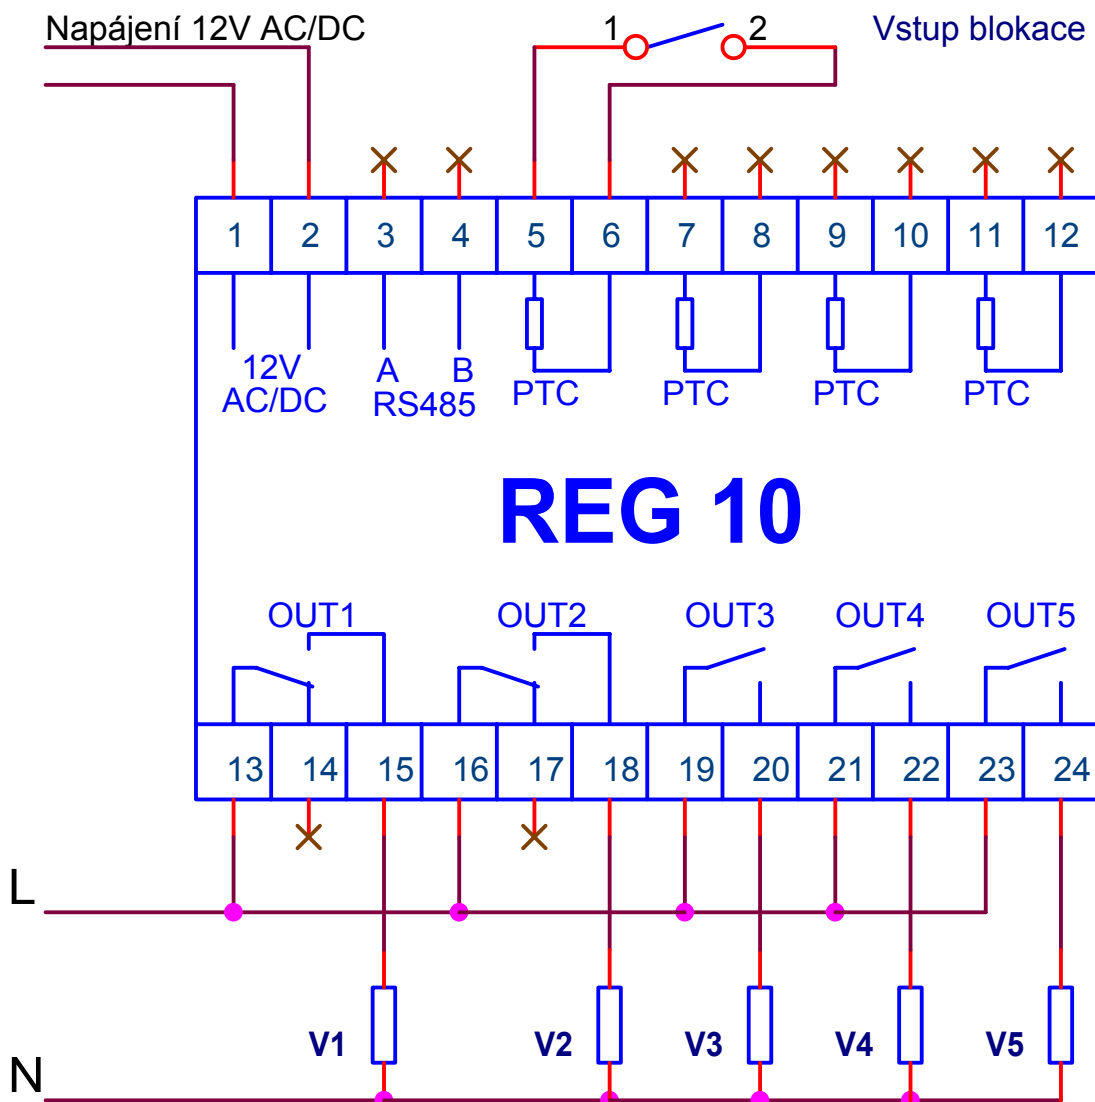 Napájení 12V AC/DC
1 2
Vstup blokace
1 2 3 4 5 6 7 8 9 10 11 12
12V
AC/DC
A B
RS485
PTC
PTC
PTC
PTC
REG 10
OUT1
OUT2
OUT3
OUT4
OUT5
13 14 15 16 17 18 19 20 21 22 23 24
L
V1
V2
V3
V4
V5
N